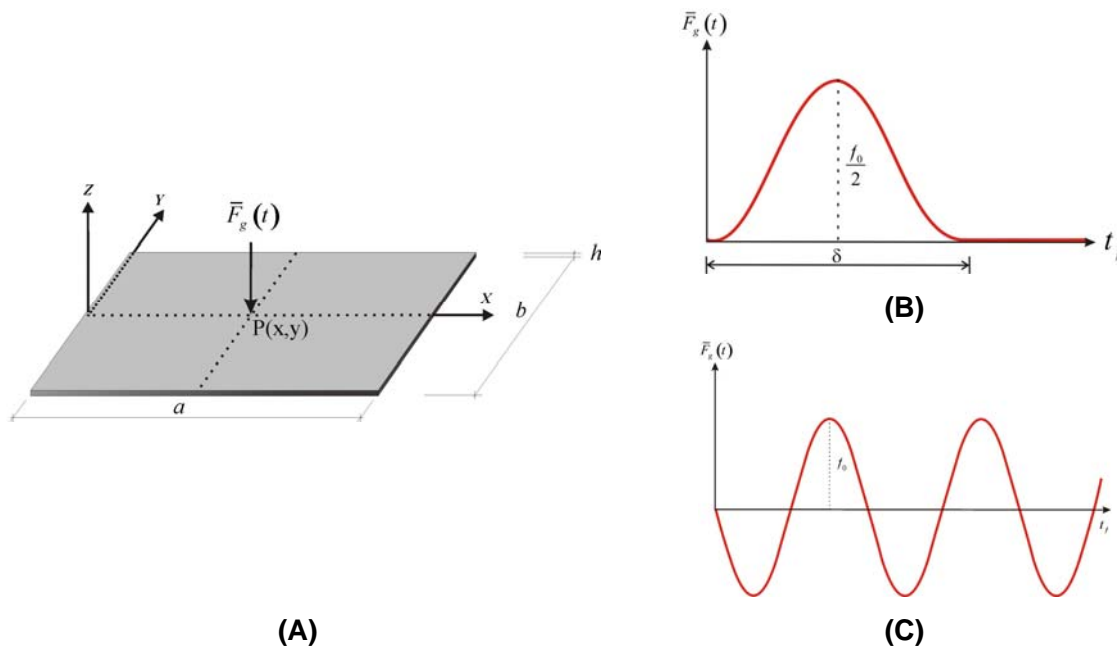 z
Y
F̅g (t)
h
X
P(x,y)
b
a
(A)
F̅g (t)
f0
2
δ
t
(B)
F̅g (t)
f0
tf
(C)